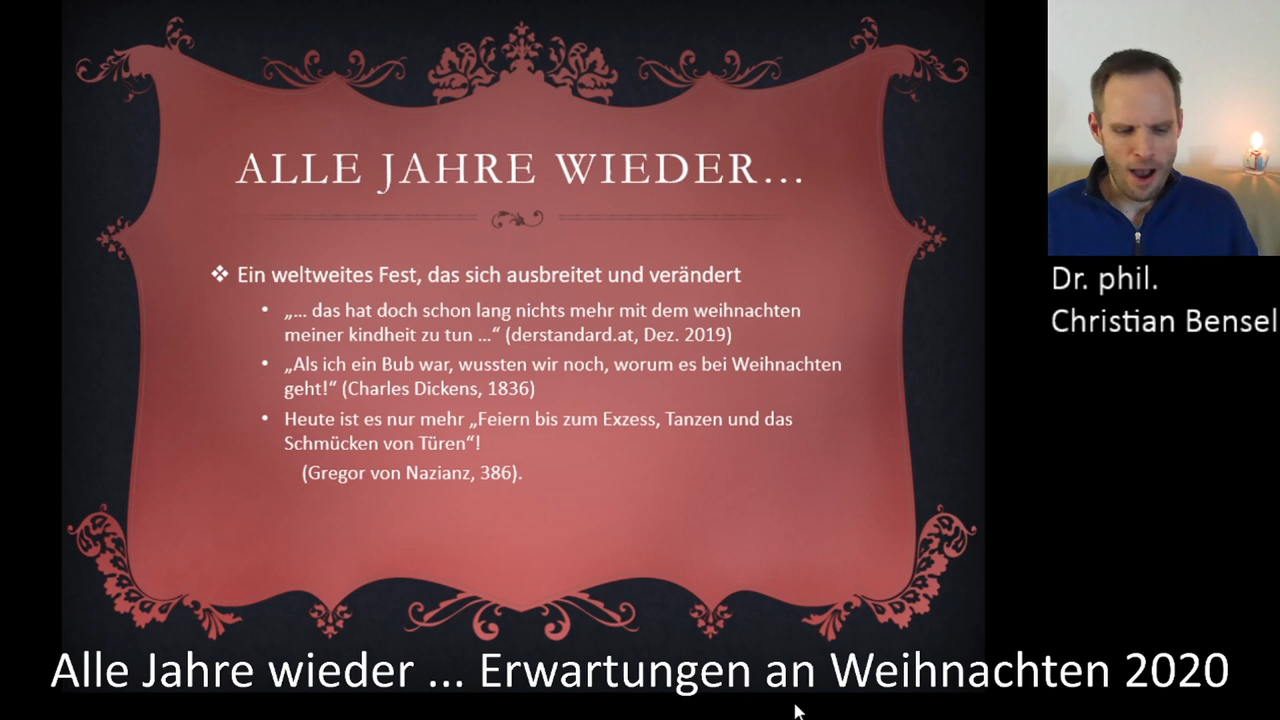 ALLE JAHRE WIEDER...
❖ Ein weltweites Fest, das sich ausbreitet und verändert
• „... das hat doch schon lang nichts mehr mit dem weihnachten
meiner kindheit zu tun ...“ (derstandard.at, Dez. 2019)
• „Als ich ein Bub war, wussten wir noch, worum es bei Weihnachten
geht!“ (Charles Dickens, 1836)
• Heute ist es nur mehr „Feiern bis zum Exzess, Tanzen und das
Schmücken von Türen“!
(Gregor von Nazianz, 386).
Dr. phil.
Christian Bensel
Alle Jahre wieder ... Erwartungen an Weihnachten 2020